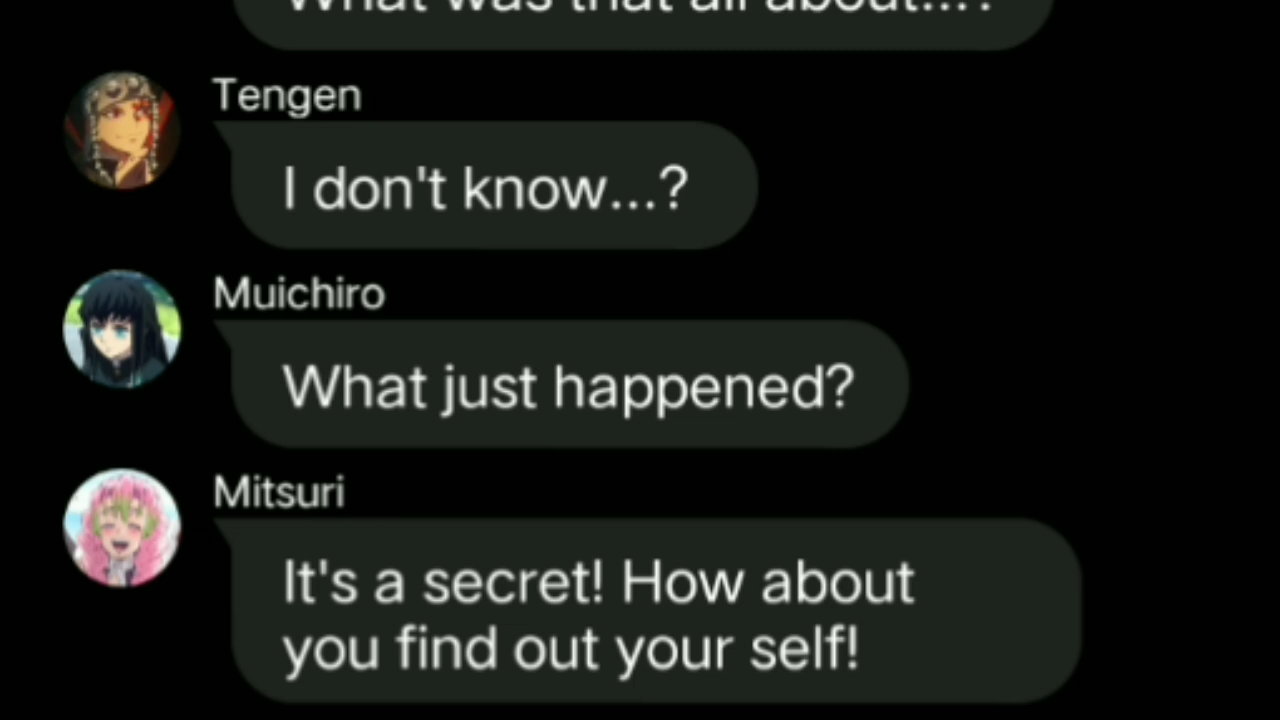 What was that all about...?
Tengen
I don't know...?
Muichiro
What just happened?
Mitsuri
It's a secret! How about
you find out your self!